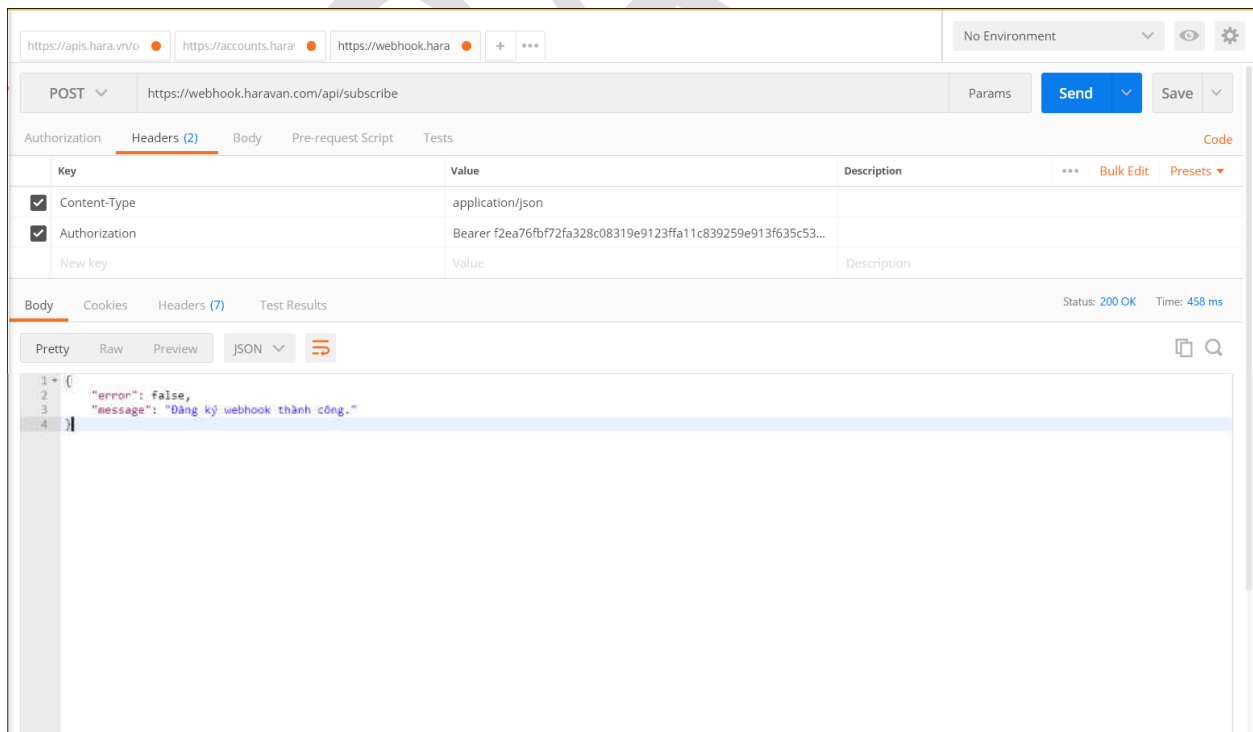 https://apis.hara.vn/c https://accounts.hara https://webhook.hara + ••• No Environment
POST https://webhook.haravan.com/api/subscribe Params Send Save
Authorization Headers (2) Body Pre-request Script Tests Code
Key Value Description ••• Bulk Edit Presets
Content-Type application/json
Authorization Bearer f2ea76fbf72fa328c08319e9123ffa11c839259e913f635c53...
New key Value Description
Body Cookies Headers (7) Test Results Status: 200 OK Time: 458 ms
Pretty Raw Preview JSON
1 {
2 "error": false,
3 "message": "Đăng ký webhook thành công."
4 }